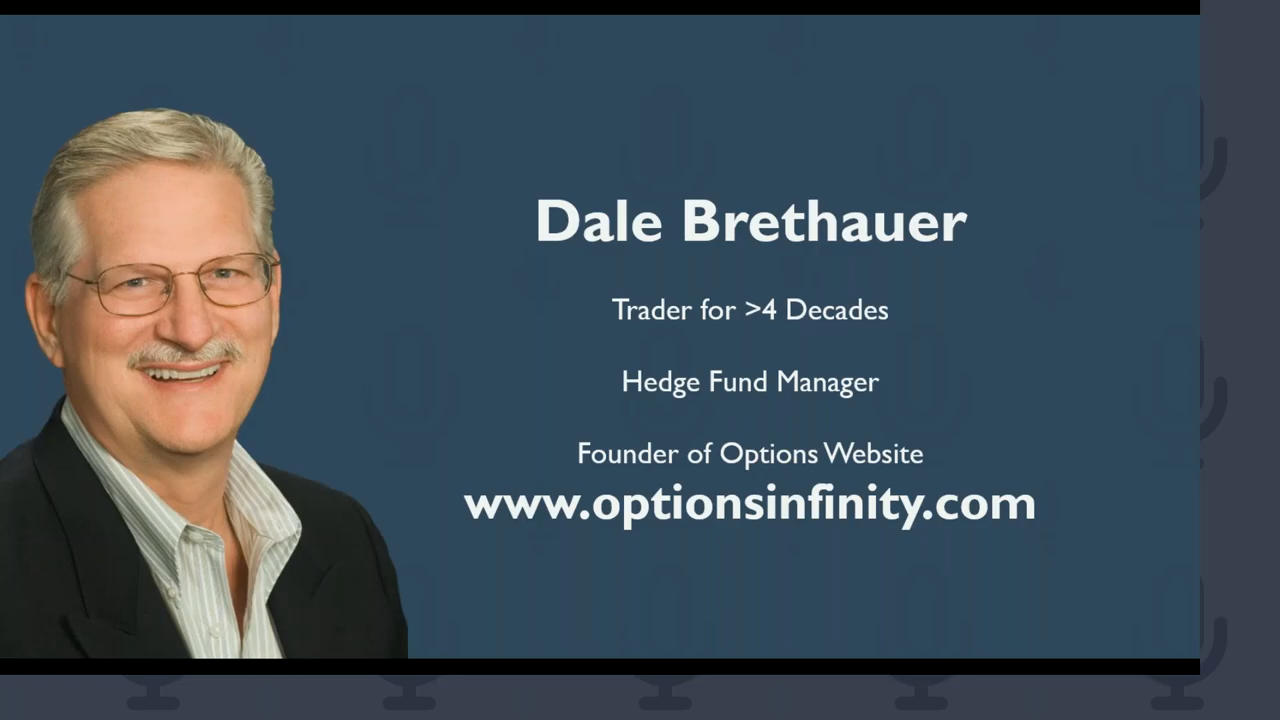 Dale Brethauer
Trader for >4 Decades
Hedge Fund Manager
Founder of Options Website
www.optionsinfinity.com